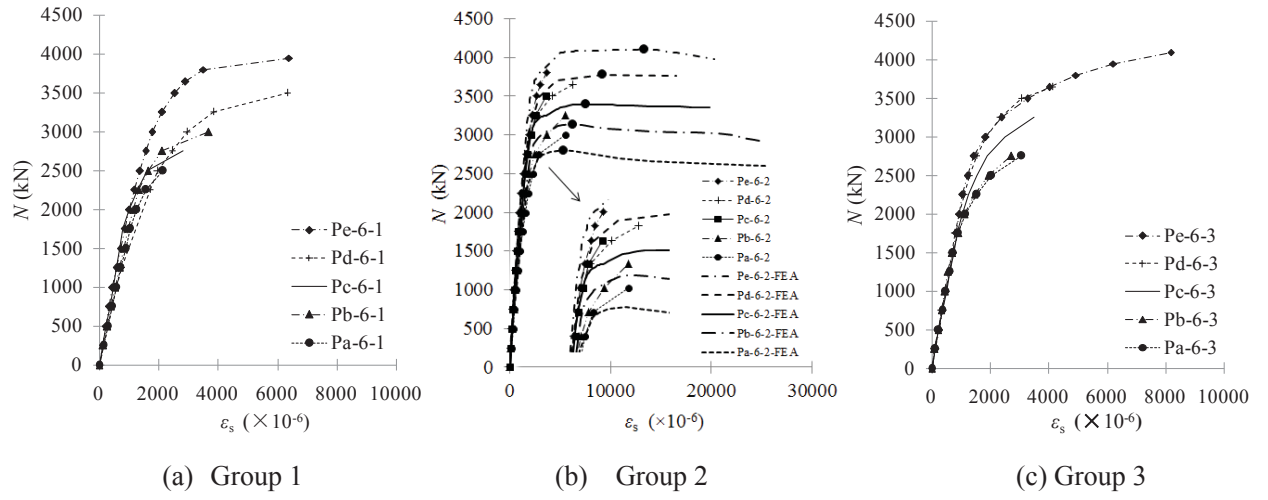 4500
4000
3500
3000
2500
2000
1500
1000
500
0
N (kN)
0 2000 4000 6000 8000 10000
εs (×10-6)
Pe-6-1
Pd-6-1
Pc-6-1
Pb-6-1
Pa-6-1
(a) Group 1
4500
4000
3500
3000
2500
2000
1500
1000
500
0
N (kN)
0 10000 20000 30000
εs (×10-6)
Pe-6-2
Pd-6-2
Pc-6-2
Pb-6-2
Pa-6-2
Pe-6-2-FEA
Pd-6-2-FEA
Pc-6-2-FEA
Pb-6-2-FEA
Pa-6-2-FEA
(b) Group 2
4500
4000
3500
3000
2500
2000
1500
1000
500
0
N (kN)
0 2000 4000 6000 8000 10000
εs (×10-6)
Pe-6-3
Pd-6-3
Pc-6-3
Pb-6-3
Pa-6-3
(c) Group 3